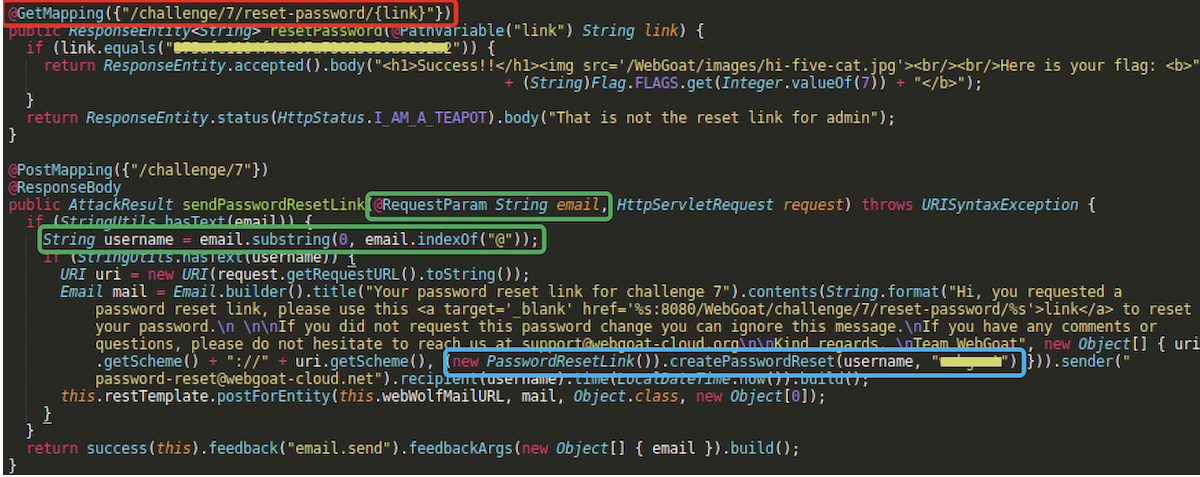 @GetMapping({"/challenge/7/reset-password/{link}"})
public ResponseEntity<String> resetPassword(@PathVariable("link") String link) {
if (link.equals("")) {
return ResponseEntity.accepted().body("<h1>Success!!</h1><img src='/WebGoat/images/hi-five-cat.jpg'><br/><br/>Here is your flag: <b>"
+ (String)Flag.FLAGS.get(Integer.valueOf(7)) + "</b>");
}
return ResponseEntity.status(HttpStatus.I_AM_A_TEAPOT).body("That is not the reset link for admin");
}
@PostMapping({"/challenge/7"})
@ResponseBody
public AttackResult sendPasswordResetLink(@RequestParam String email, HttpServletRequest request) throws URISyntaxException {
if (StringUtils.hasText(email)) {
String username = email.substring(0, email.indexOf("@"));
if (StringUtils.hasText(username)) {
URI uri = new URI(request.getRequestURL().toString());
Email mail = Email.builder().title("Your password reset link for challenge 7").contents(String.format("Hi, you requested a
password reset link, please use this <a target='_blank' href='%s:8080/WebGoat/challenge/7/reset-password/%s'>link</a> to reset
your password.\n \n\nIf you did not request this password change you can ignore this message.\nIf you have any comments or
questions, please do not hesitate to reach us at support@webgoat-cloud.org\n\nKind regards, \nTeam WebGoat", new Object[] { uri
.getScheme() + "://" + uri.getScheme(), (new PasswordResetLink()).createPasswordReset(username, "") })).sender("
password-reset@webgoat-cloud.net").recipient(username).time(LocalDateTime.now()).build();
this.restTemplate.postForEntity(this.webWolfMailURL, mail, Object.class, new Object[0]);
}
}
return success(this).feedback("email.send").feedbackArgs(new Object[] { email }).build();
}